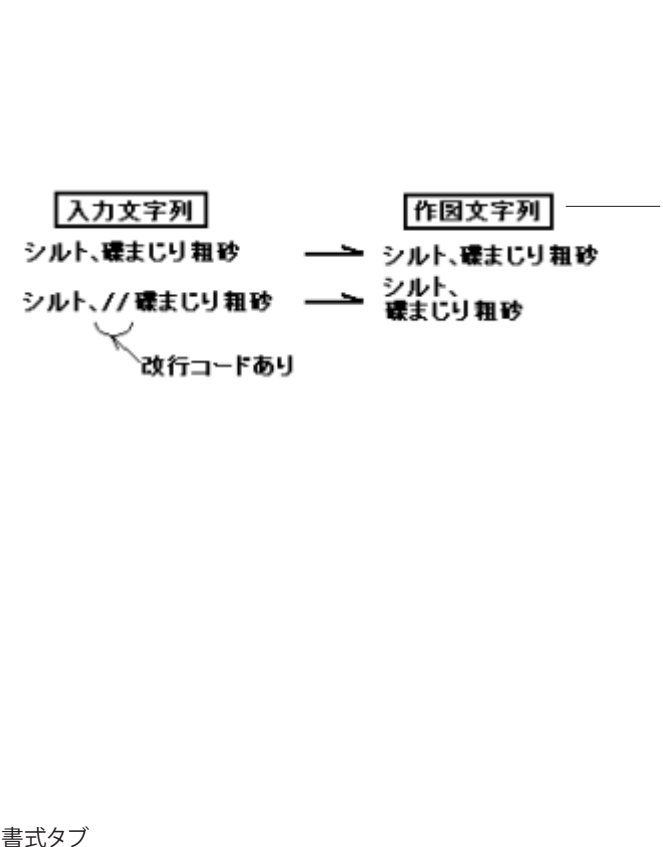 入力文字列 作図文字列
シルト、礫まじり粗砂 シルト、礫まじり粗砂
シルト、//礫まじり粗砂 シルト、
礫まじり粗砂
改行コードあり
書式タブ